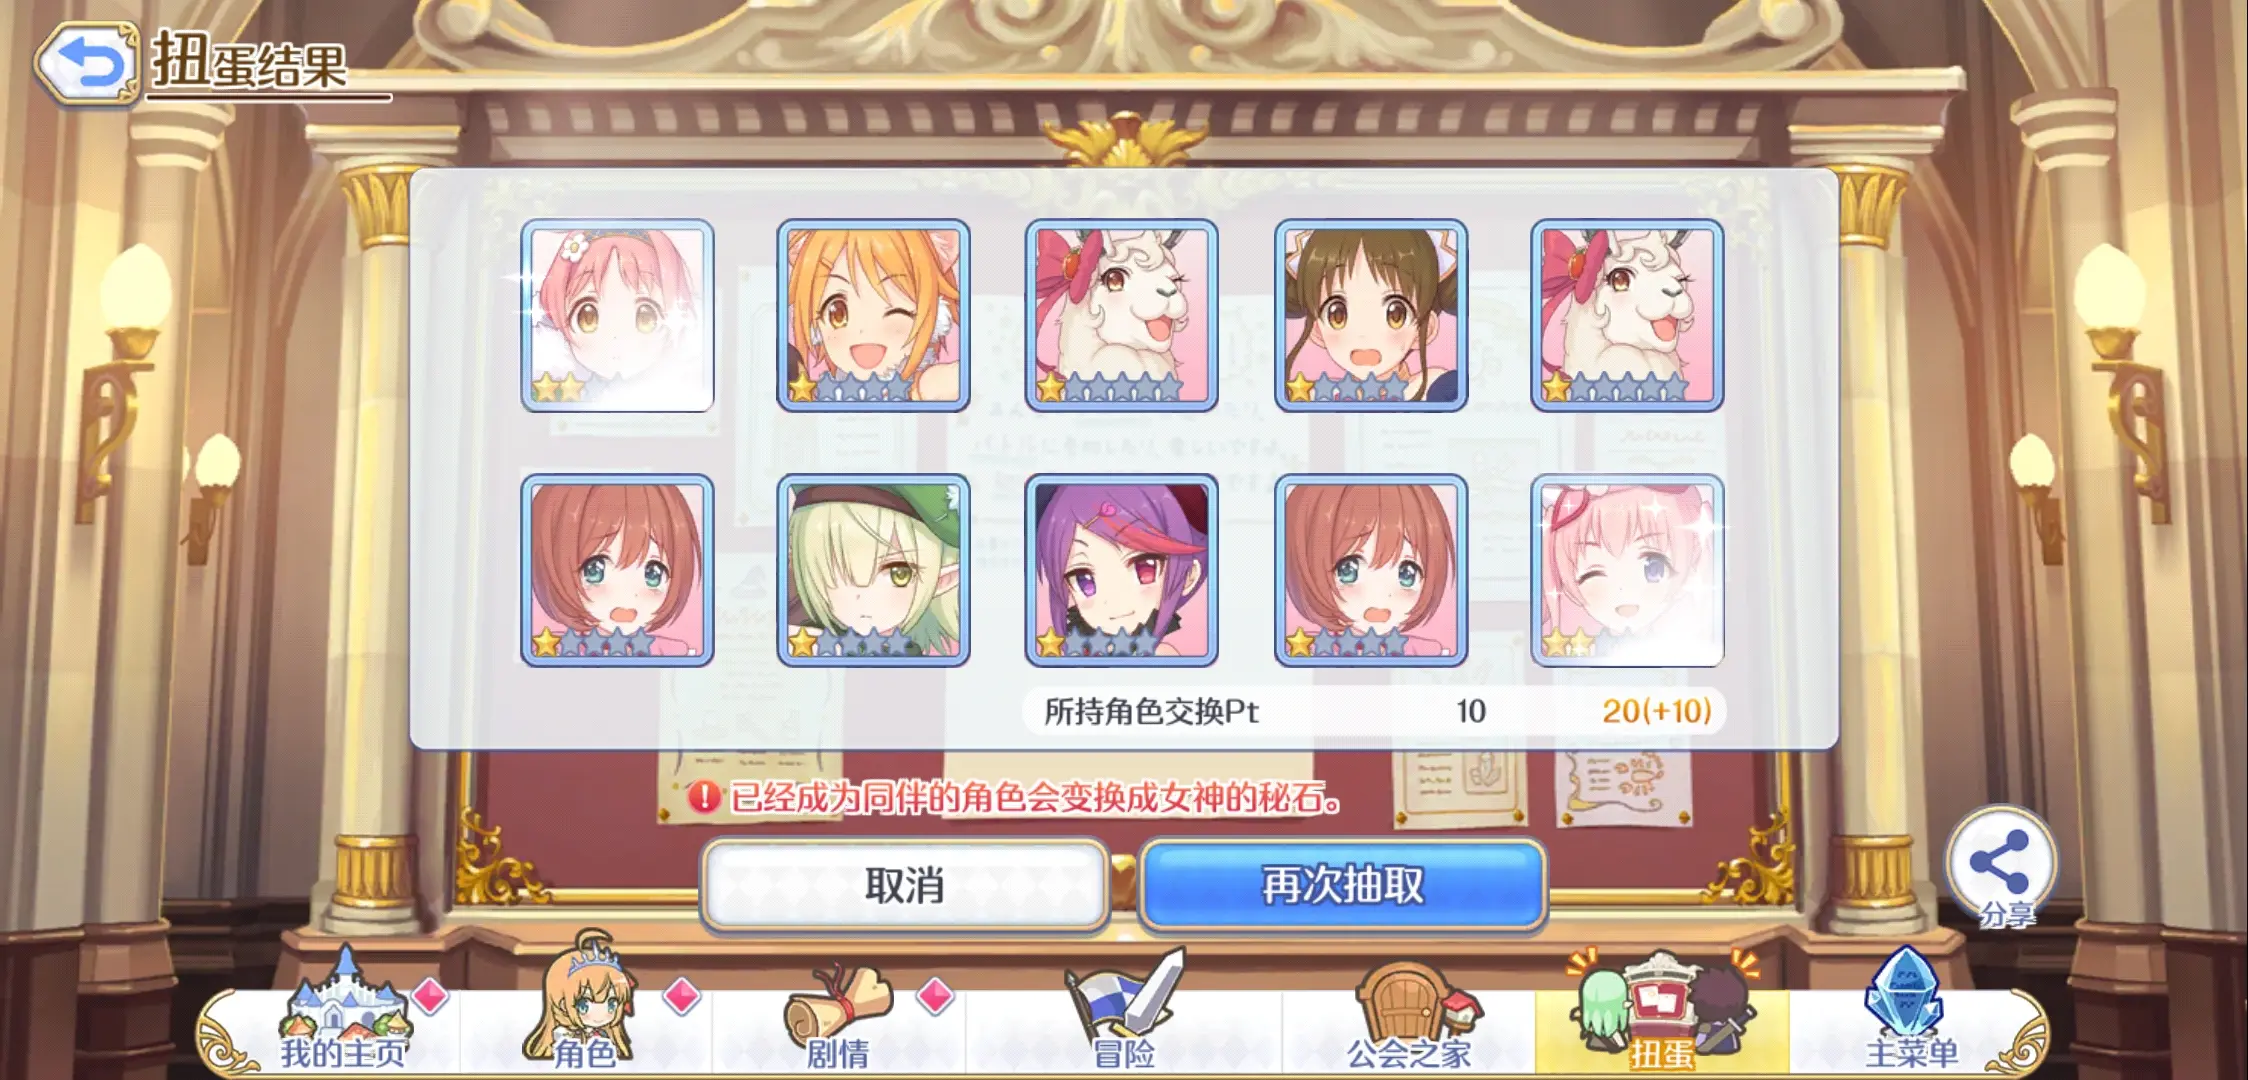 扭蛋结果
所持角色交换Pt 10 20(+10)
已经成为同伴的角色会变换成女神的秘石。
取消
再次抽取
分享
我的主页
角色
剧情
冒险
公会之家
扭蛋
主菜单